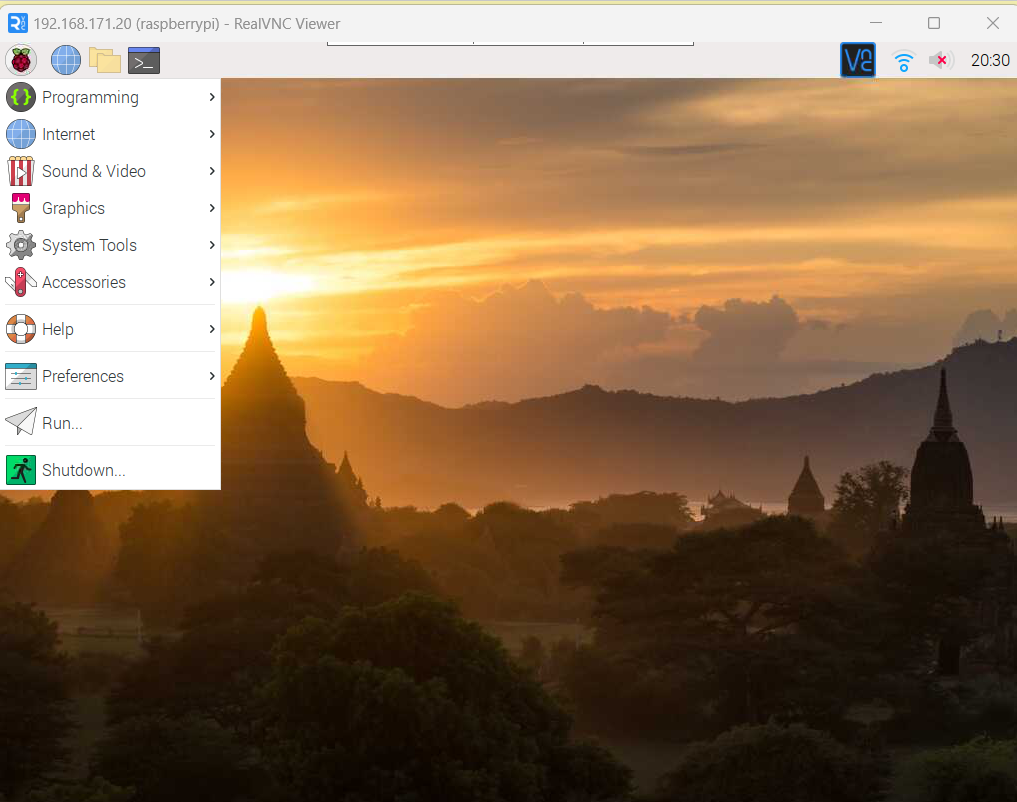 192.168.171.20 (raspberrypi) - RealVNC Viewer
20:30
Programming
Internet
Sound & Video
Graphics
System Tools
Accessories
Help
Preferences
Run...
Shutdown...